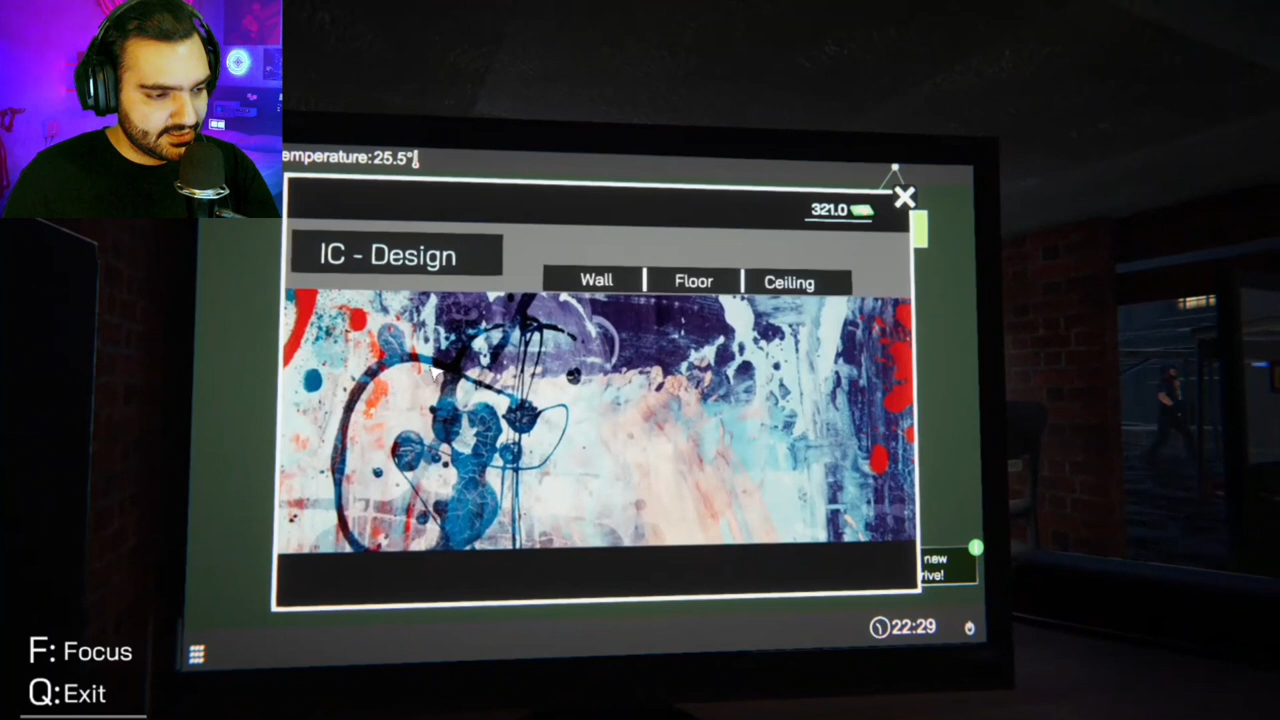 emperature: 25.5°
321.0
IC - Design
Wall
Floor
Ceiling
new
rive!
22:29
F: Focus
Q: Exit